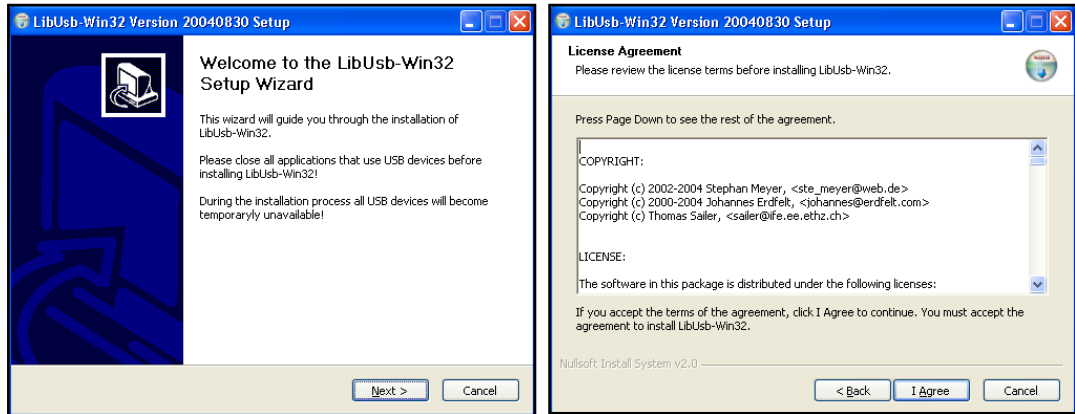 LibUsb-Win32 Version 20040830 Setup
Welcome to the LibUsb-Win32
Setup Wizard
This wizard will guide you through the installation of
LibUsb-Win32.
Please close all applications that use USB devices before
installing LibUsb-Win32!
During the installation process all USB devices will become
temporaryly unavailable!
Next >
Cancel
LibUsb-Win32 Version 20040830 Setup
License Agreement
Please review the license terms before installing LibUsb-Win32.
Press Page Down to see the rest of the agreement.
COPYRIGHT:
Copyright (c) 2002-2004 Stephan Meyer, <ste_meyer@web.de>
Copyright (c) 2000-2004 Johannes Erdfelt, <johannes@erdfelt.com>
Copyright (c) Thomas Sailer, <sailer@ife.ee.ethz.ch>
LICENSE:
The software in this package is distributed under the following licenses:
If you accept the terms of the agreement, click I Agree to continue. You must accept the
agreement to install LibUsb-Win32.
Nullsoft Install System v2.0
< Back
I Agree
Cancel